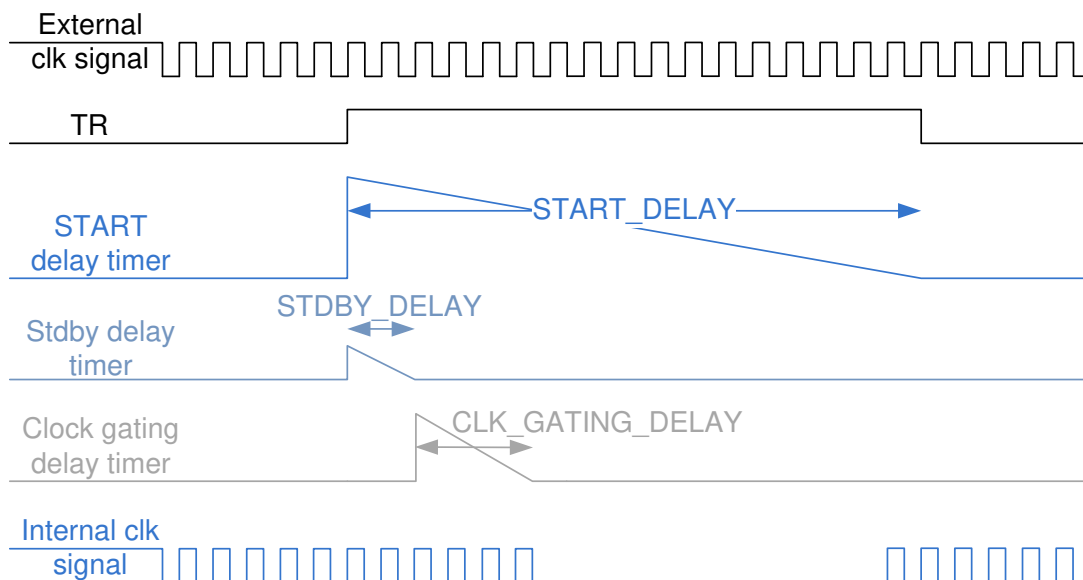 External
clk signal
TR
START_DELAY
START
delay timer
STDBY_DELAY
Stdby delay
timer
CLK_GATING_DELAY
Clock gating
delay timer
Internal clk
signal